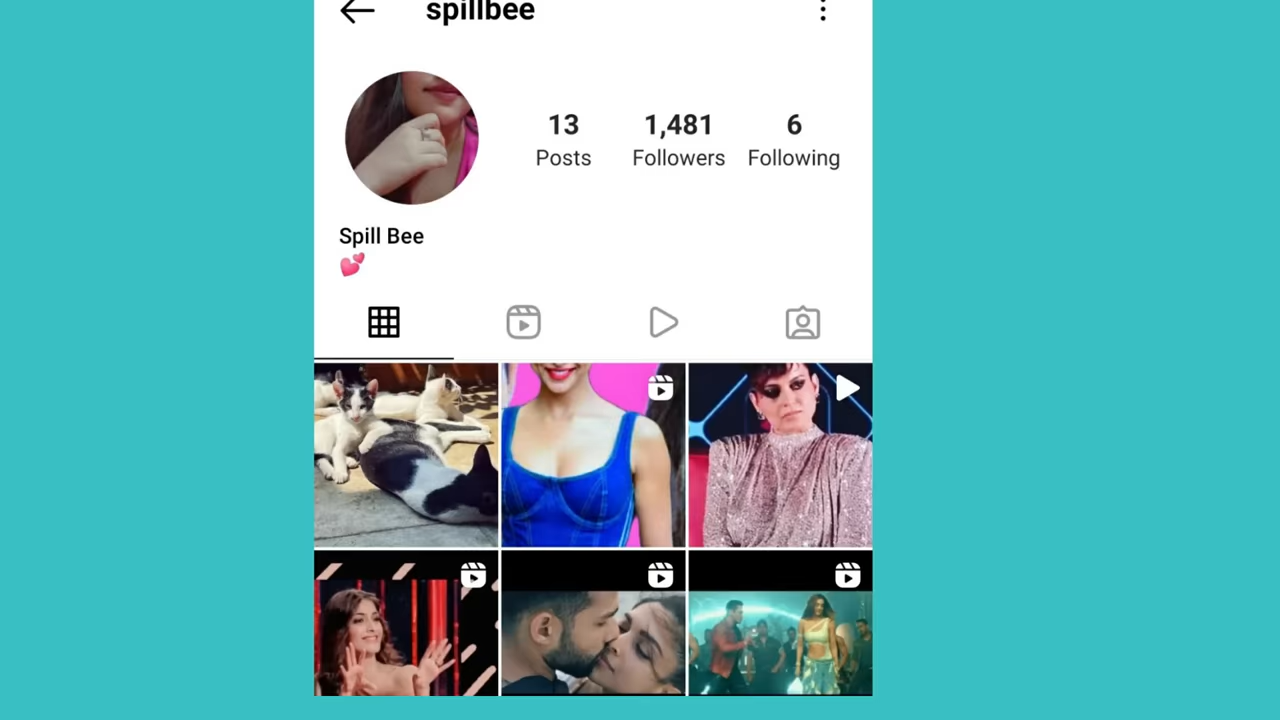 spillbee
13 1,481 6
Posts Followers Following
Spill Bee
💕